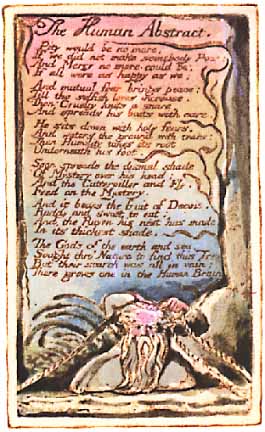 The Human Abstract.
Pity would be no more,
If we did not make somebody Poor:
And Mercy no more could be,
If all were as happy as we;
And mutual fear brings peace;
Till the selfish loves increase.
Then Cruelty knits a snare,
And spreads his baits with care.
He sits down with holy fears,
And waters the ground with tears:
Then Humility takes its root
Underneath his foot.
Soon spreads the dismal shade
Of Mystery over his head;
And the Catterpiller and Fly,
Feed on the Mystery.
And it bears the fruit of Deceit,
Ruddy and sweet to eat;
And the Raven his nest has made
In its thickest shade.
The Gods of the earth and sea,
Sought thro' Nature to find this Tree
But their search was all in vain:
There grows one in the Human Brain